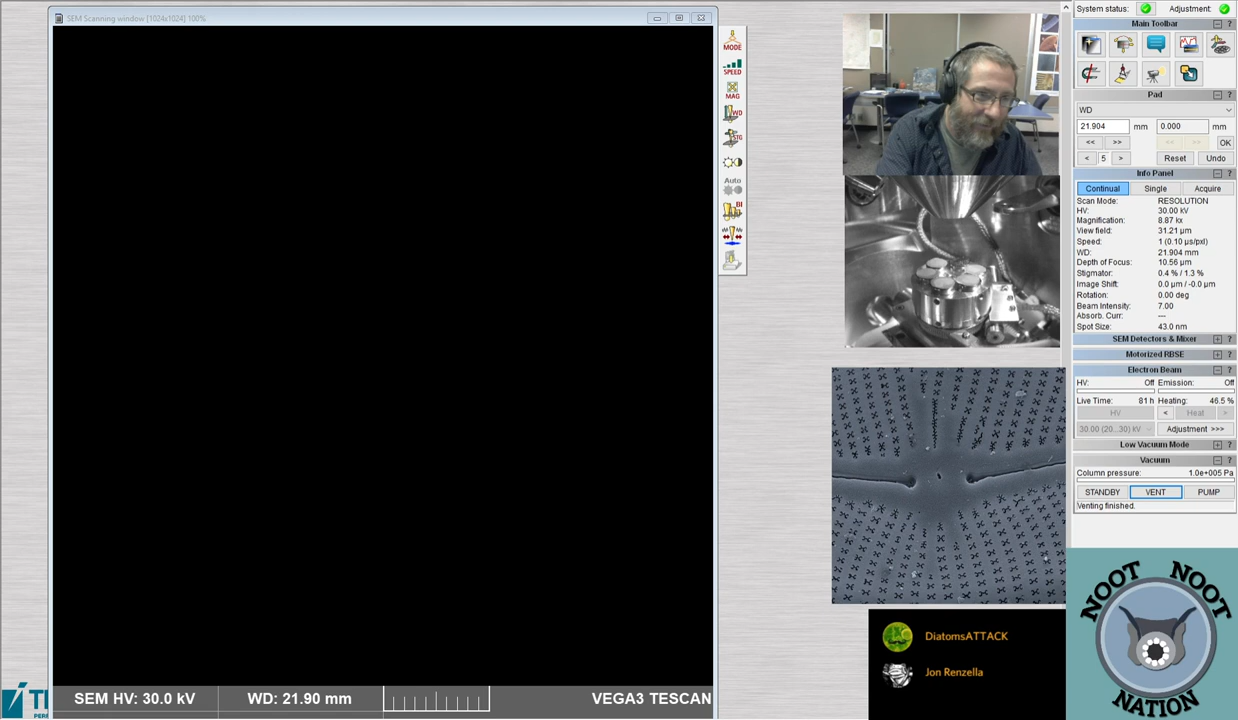 SEM Scanning window [1024x1024] 100%
MODE
SPEED
MAG
WD
STG
Auto
BI
SEM HV: 30.0 kV
WD: 21.90 mm
VEGA3 TESCAN
DiatomsATTACK
Jon Renzella
System status:
Adjustment:
Main Toolbar
Pad
WD
21.904 mm 0.000 mm
<< >> << >> OK
< 5 > Reset Undo
Info Panel
Continual Single Acquire
Scan Mode: RESOLUTION
HV: 30.00 kV
Magnification: 8.87 kx
View field: 31.21 µm
Speed: 1 (0.10 µs/pxl)
WD: 21.904 mm
Depth of Focus: 10.56 µm
Stigmator: 0.4 % / 1.3 %
Image Shift: 0.0 µm / -0.0 µm
Rotation: 0.00 deg
Beam Intensity: 7.00
Absorb. Curr: ---
Spot Size: 43.0 nm
SEM Detectors & Mixer
Motorized RBSE
Electron Beam
HV: Off Emission: Off
Live Time: 81 h Heating: 46.5 %
HV < Heat >
30.00 (20...30) kV Adjustment >>>
Low Vacuum Mode
Vacuum
Column pressure: 1.0e+005 Pa
STANDBY VENT PUMP
Venting finished.
NOOT NOOT
NATION